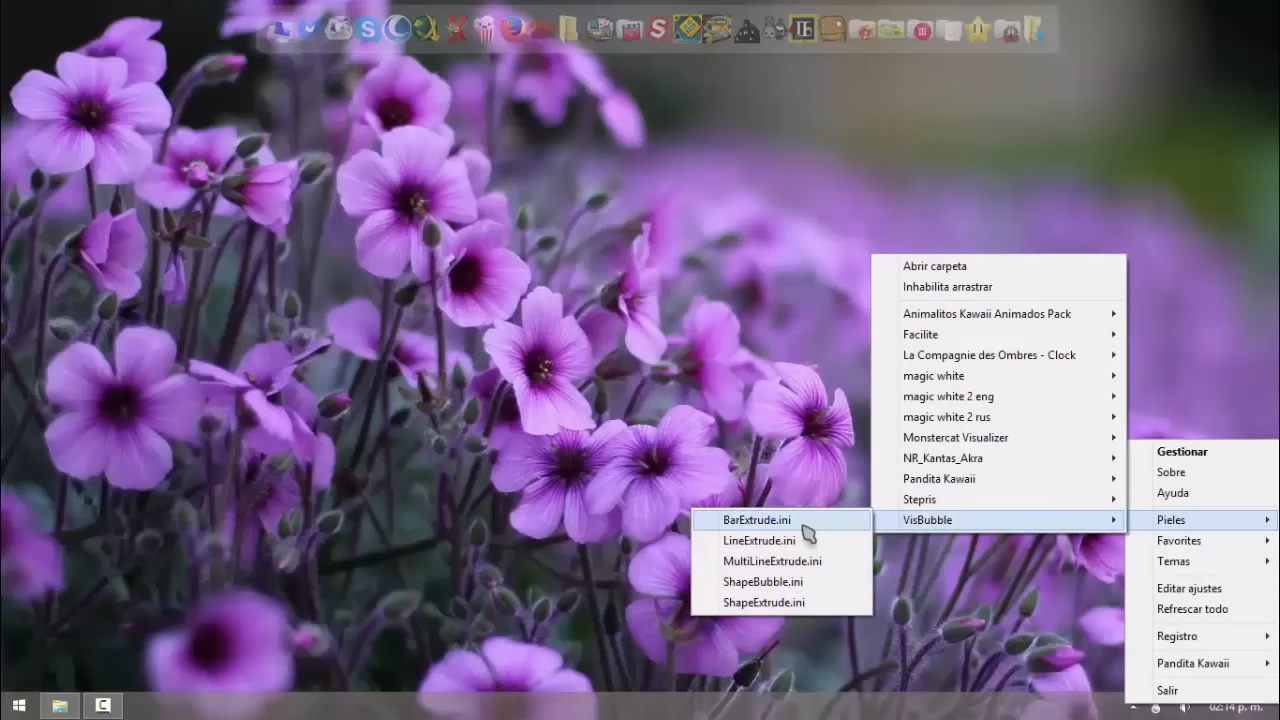 Abrir carpeta
Inhabilita arrastrar
Animalitos Kawaii Animados Pack
Facilite
La Compagnie des Ombres - Clock
magic white
magic white 2 eng
magic white 2 rus
Monstercat Visualizer
NR_Kantas_Akra
Pandita Kawaii
Stepris
VisBubble
BarExtrude.ini
LineExtrude.ini
MultiLineExtrude.ini
ShapeBubble.ini
ShapeExtrude.ini
Gestionar
Sobre
Ayuda
Pieles
Favorites
Temas
Editar ajustes
Refrescar todo
Registro
Pandita Kawaii
Salir
02:14 p. m.